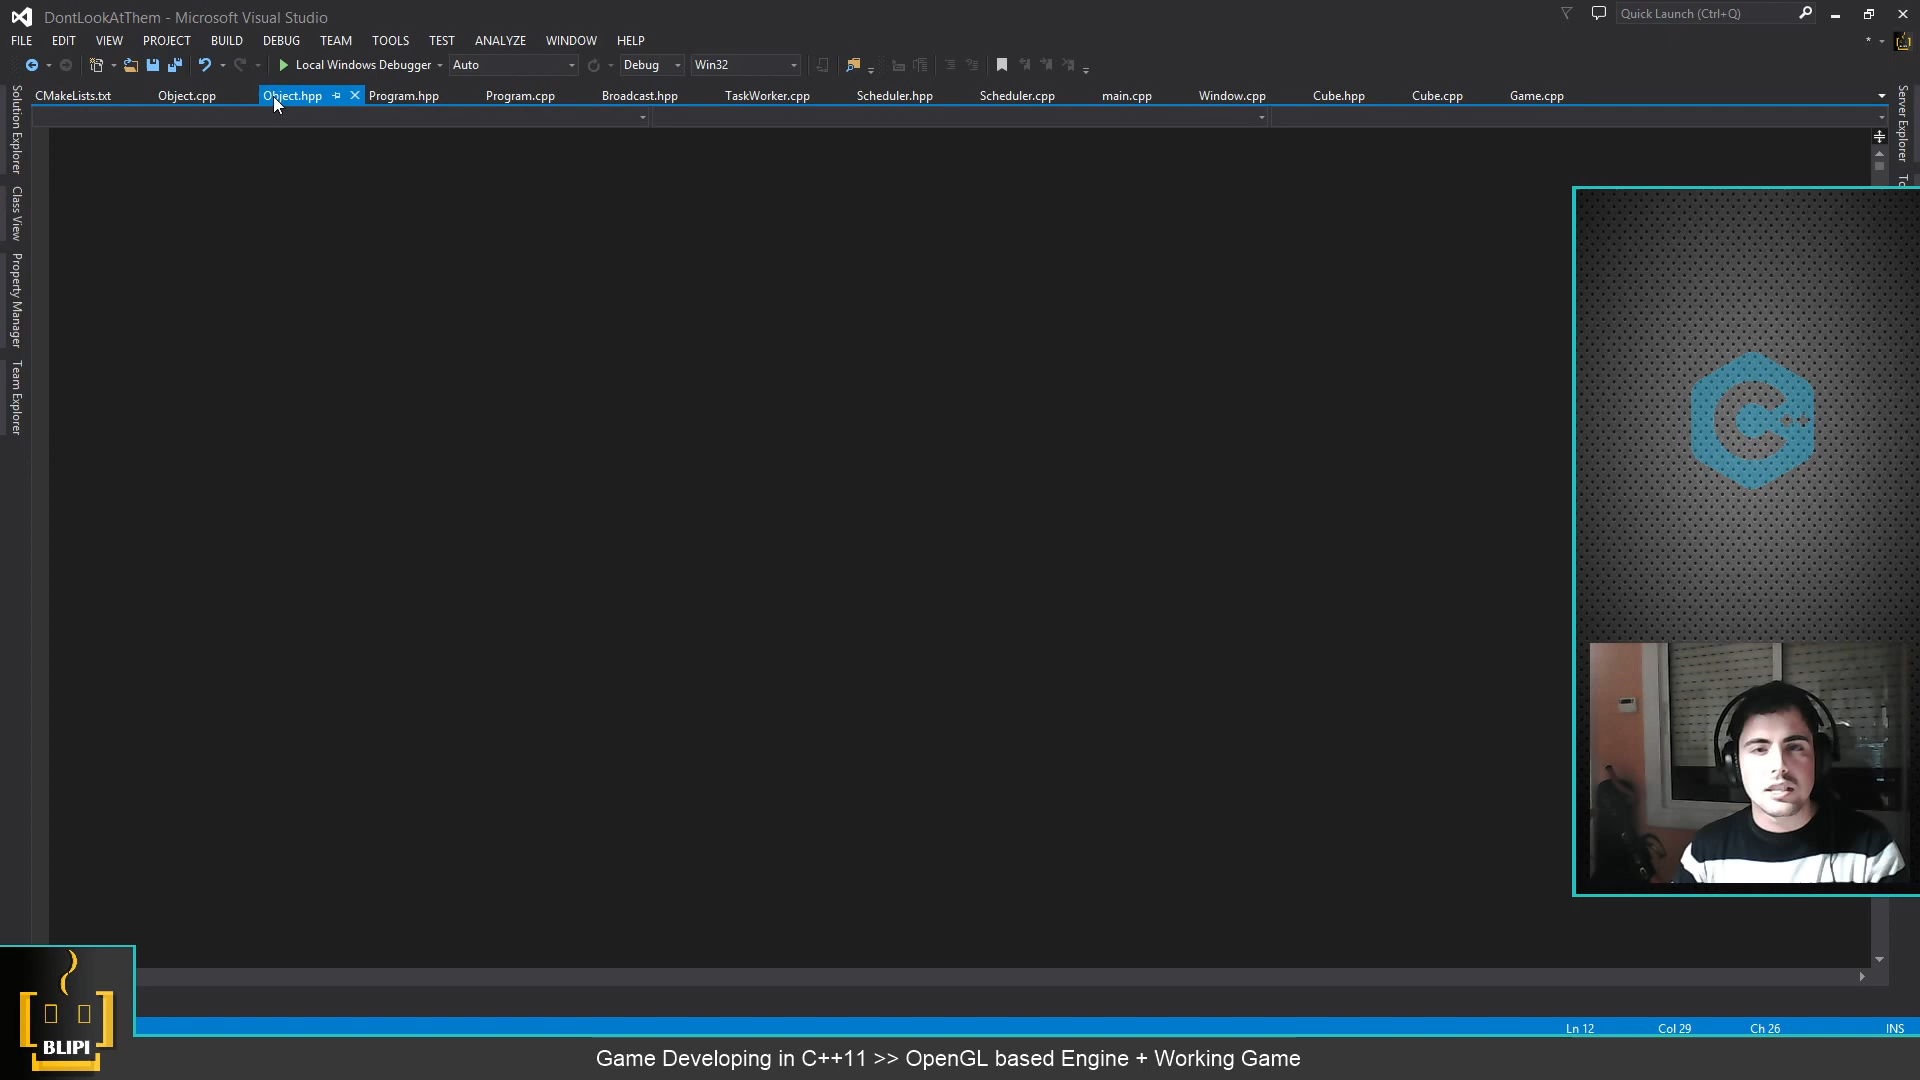 DontLookAtThem - Microsoft Visual Studio
Quick Launch (Ctrl+Q)
FILE EDIT VIEW PROJECT BUILD DEBUG TEAM TOOLS TEST ANALYZE WINDOW HELP
Local Windows Debugger Auto Debug Win32
CMakeLists.txt Object.cpp Object.hpp Program.hpp Program.cpp Broadcast.hpp TaskWorker.cpp Scheduler.hpp Scheduler.cpp main.cpp Window.cpp Cube.hpp Cube.cpp Game.cpp
Solution Explorer
Class View
Property Manager
Team Explorer
Server Explorer
C++
BLIPI
Ln 12 Col 29 Ch 26 INS
Game Developing in C++11 >> OpenGL based Engine + Working Game